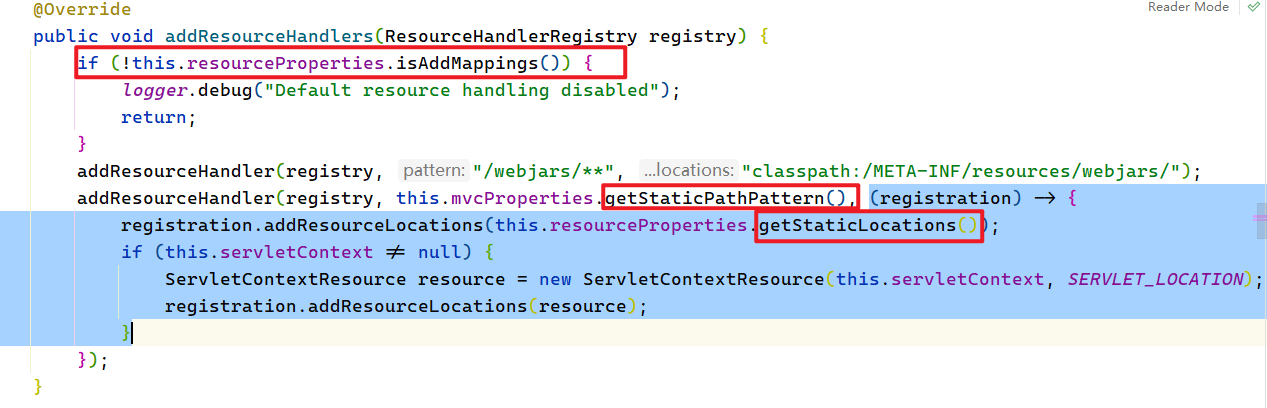 Reader Mode
@Override
public void addResourceHandlers(ResourceHandlerRegistry registry) {
if (!this.resourceProperties.isAddMappings()) {
logger.debug("Default resource handling disabled");
return;
}
addResourceHandler(registry, pattern: "/webjars/**", ...locations: "classpath:/META-INF/resources/webjars/");
addResourceHandler(registry, this.mvcProperties.getStaticPathPattern(), (registration) -> {
registration.addResourceLocations(this.resourceProperties.getStaticLocations());
if (this.servletContext ≠ null) {
ServletContextResource resource = new ServletContextResource(this.servletContext, SERVLET_LOCATION);
registration.addResourceLocations(resource);
}
});
}